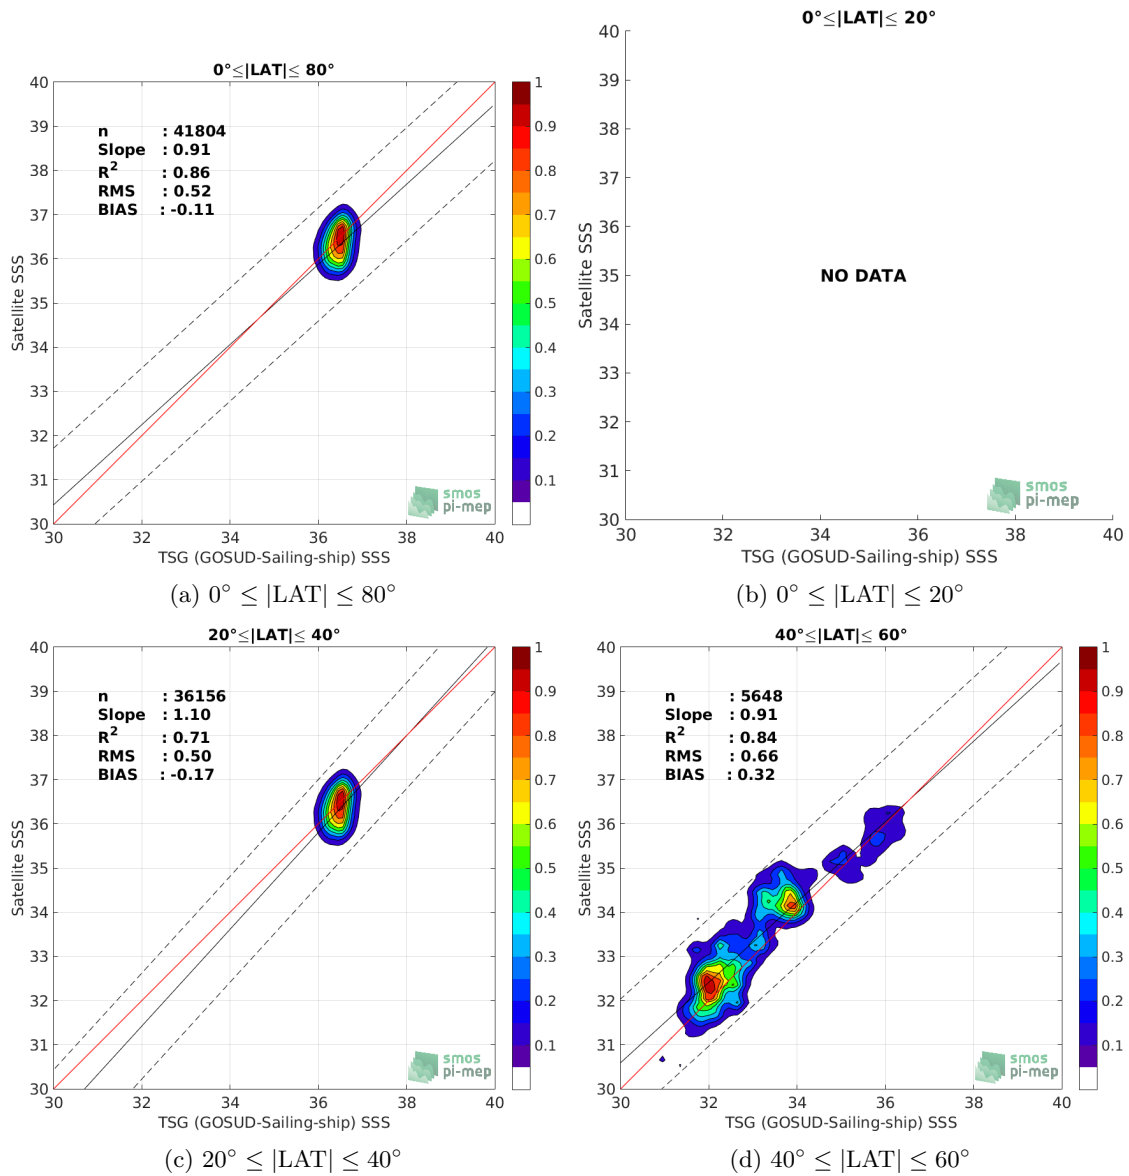 0°≤|LAT|≤ 80°
40
39
38
37
36
35
34
33
32
31
30
Satellite SSS
n : 41804
Slope : 0.91
R² : 0.86
RMS : 0.52
BIAS : -0.11
smos
pi-mep
30 32 34 36 38 40
TSG (GOSUD-Sailing-ship) SSS
1
0.9
0.8
0.7
0.6
0.5
0.4
0.3
0.2
0.1
(a) 0° ≤ |LAT| ≤ 80°
0°≤|LAT|≤ 20°
40
39
38
37
36
35
34
33
32
31
30
Satellite SSS
NO DATA
smos
pi-mep
30 32 34 36 38 40
TSG (GOSUD-Sailing-ship) SSS
(b) 0° ≤ |LAT| ≤ 20°
20°≤|LAT|≤ 40°
40
39
38
37
36
35
34
33
32
31
30
Satellite SSS
n : 36156
Slope : 1.10
R² : 0.71
RMS : 0.50
BIAS : -0.17
smos
pi-mep
30 32 34 36 38 40
TSG (GOSUD-Sailing-ship) SSS
1
0.9
0.8
0.7
0.6
0.5
0.4
0.3
0.2
0.1
(c) 20° ≤ |LAT| ≤ 40°
40°≤|LAT|≤ 60°
40
39
38
37
36
35
34
33
32
31
30
Satellite SSS
n : 5648
Slope : 0.91
R² : 0.84
RMS : 0.66
BIAS : 0.32
smos
pi-mep
30 32 34 36 38 40
TSG (GOSUD-Sailing-ship) SSS
1
0.9
0.8
0.7
0.6
0.5
0.4
0.3
0.2
0.1
(d) 40° ≤ |LAT| ≤ 60°